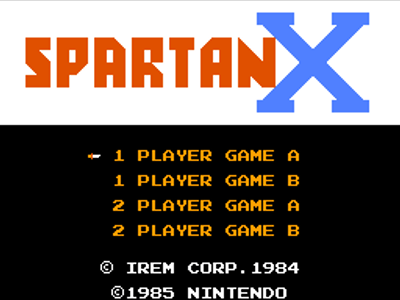 SPARTAN X
1 PLAYER GAME A
1 PLAYER GAME B
2 PLAYER GAME A
2 PLAYER GAME B
© IREM CORP.1984
©1985 NINTENDO